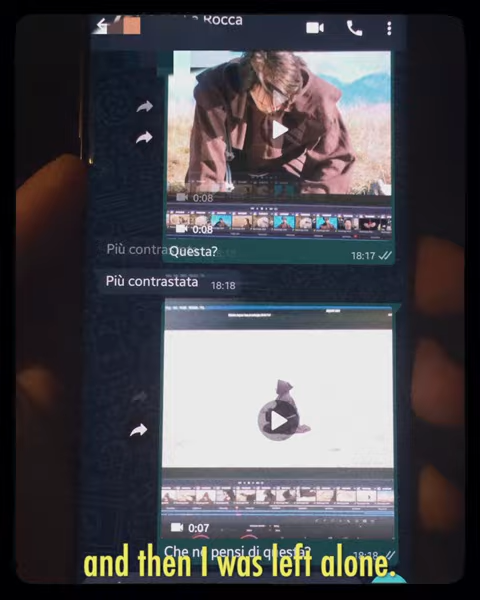 Rocca
0:08
0:08
Più contrastata
Questa?
18:17
Più contrastata
18:18
0:07
Che ne pensi di questa?
18:18
and then I was left alone.